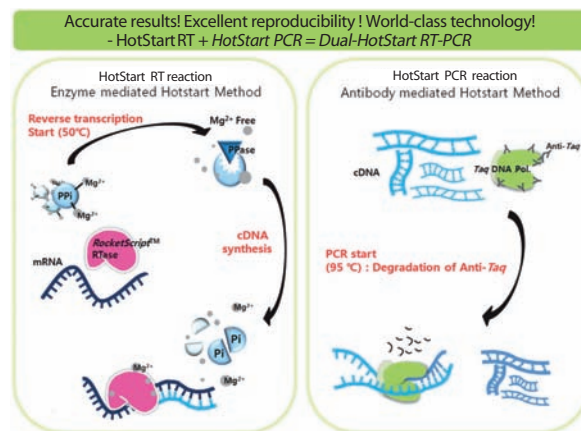 Accurate results! Excellent reproducibility ! World-class technology!
- HotStart RT + HotStart PCR = Dual-HotStart RT-PCR
HotStart RT reaction
Enzyme mediated Hotstart Method
Reverse transcription
Start (50℃)
Mg²⁺ Free
PPase
Mg²⁺
PPi
Mg²⁺
RocketScript™
RTase
mRNA
cDNA
synthesis
Mg²⁺
Pi
Pi
Mg²⁺
Mg²⁺
HotStart PCR reaction
Antibody mediated Hotstart Method
cDNA
Anti-Taq
Taq DNA Pol.
PCR start
(95 ℃) : Degradation of Anti-Taq